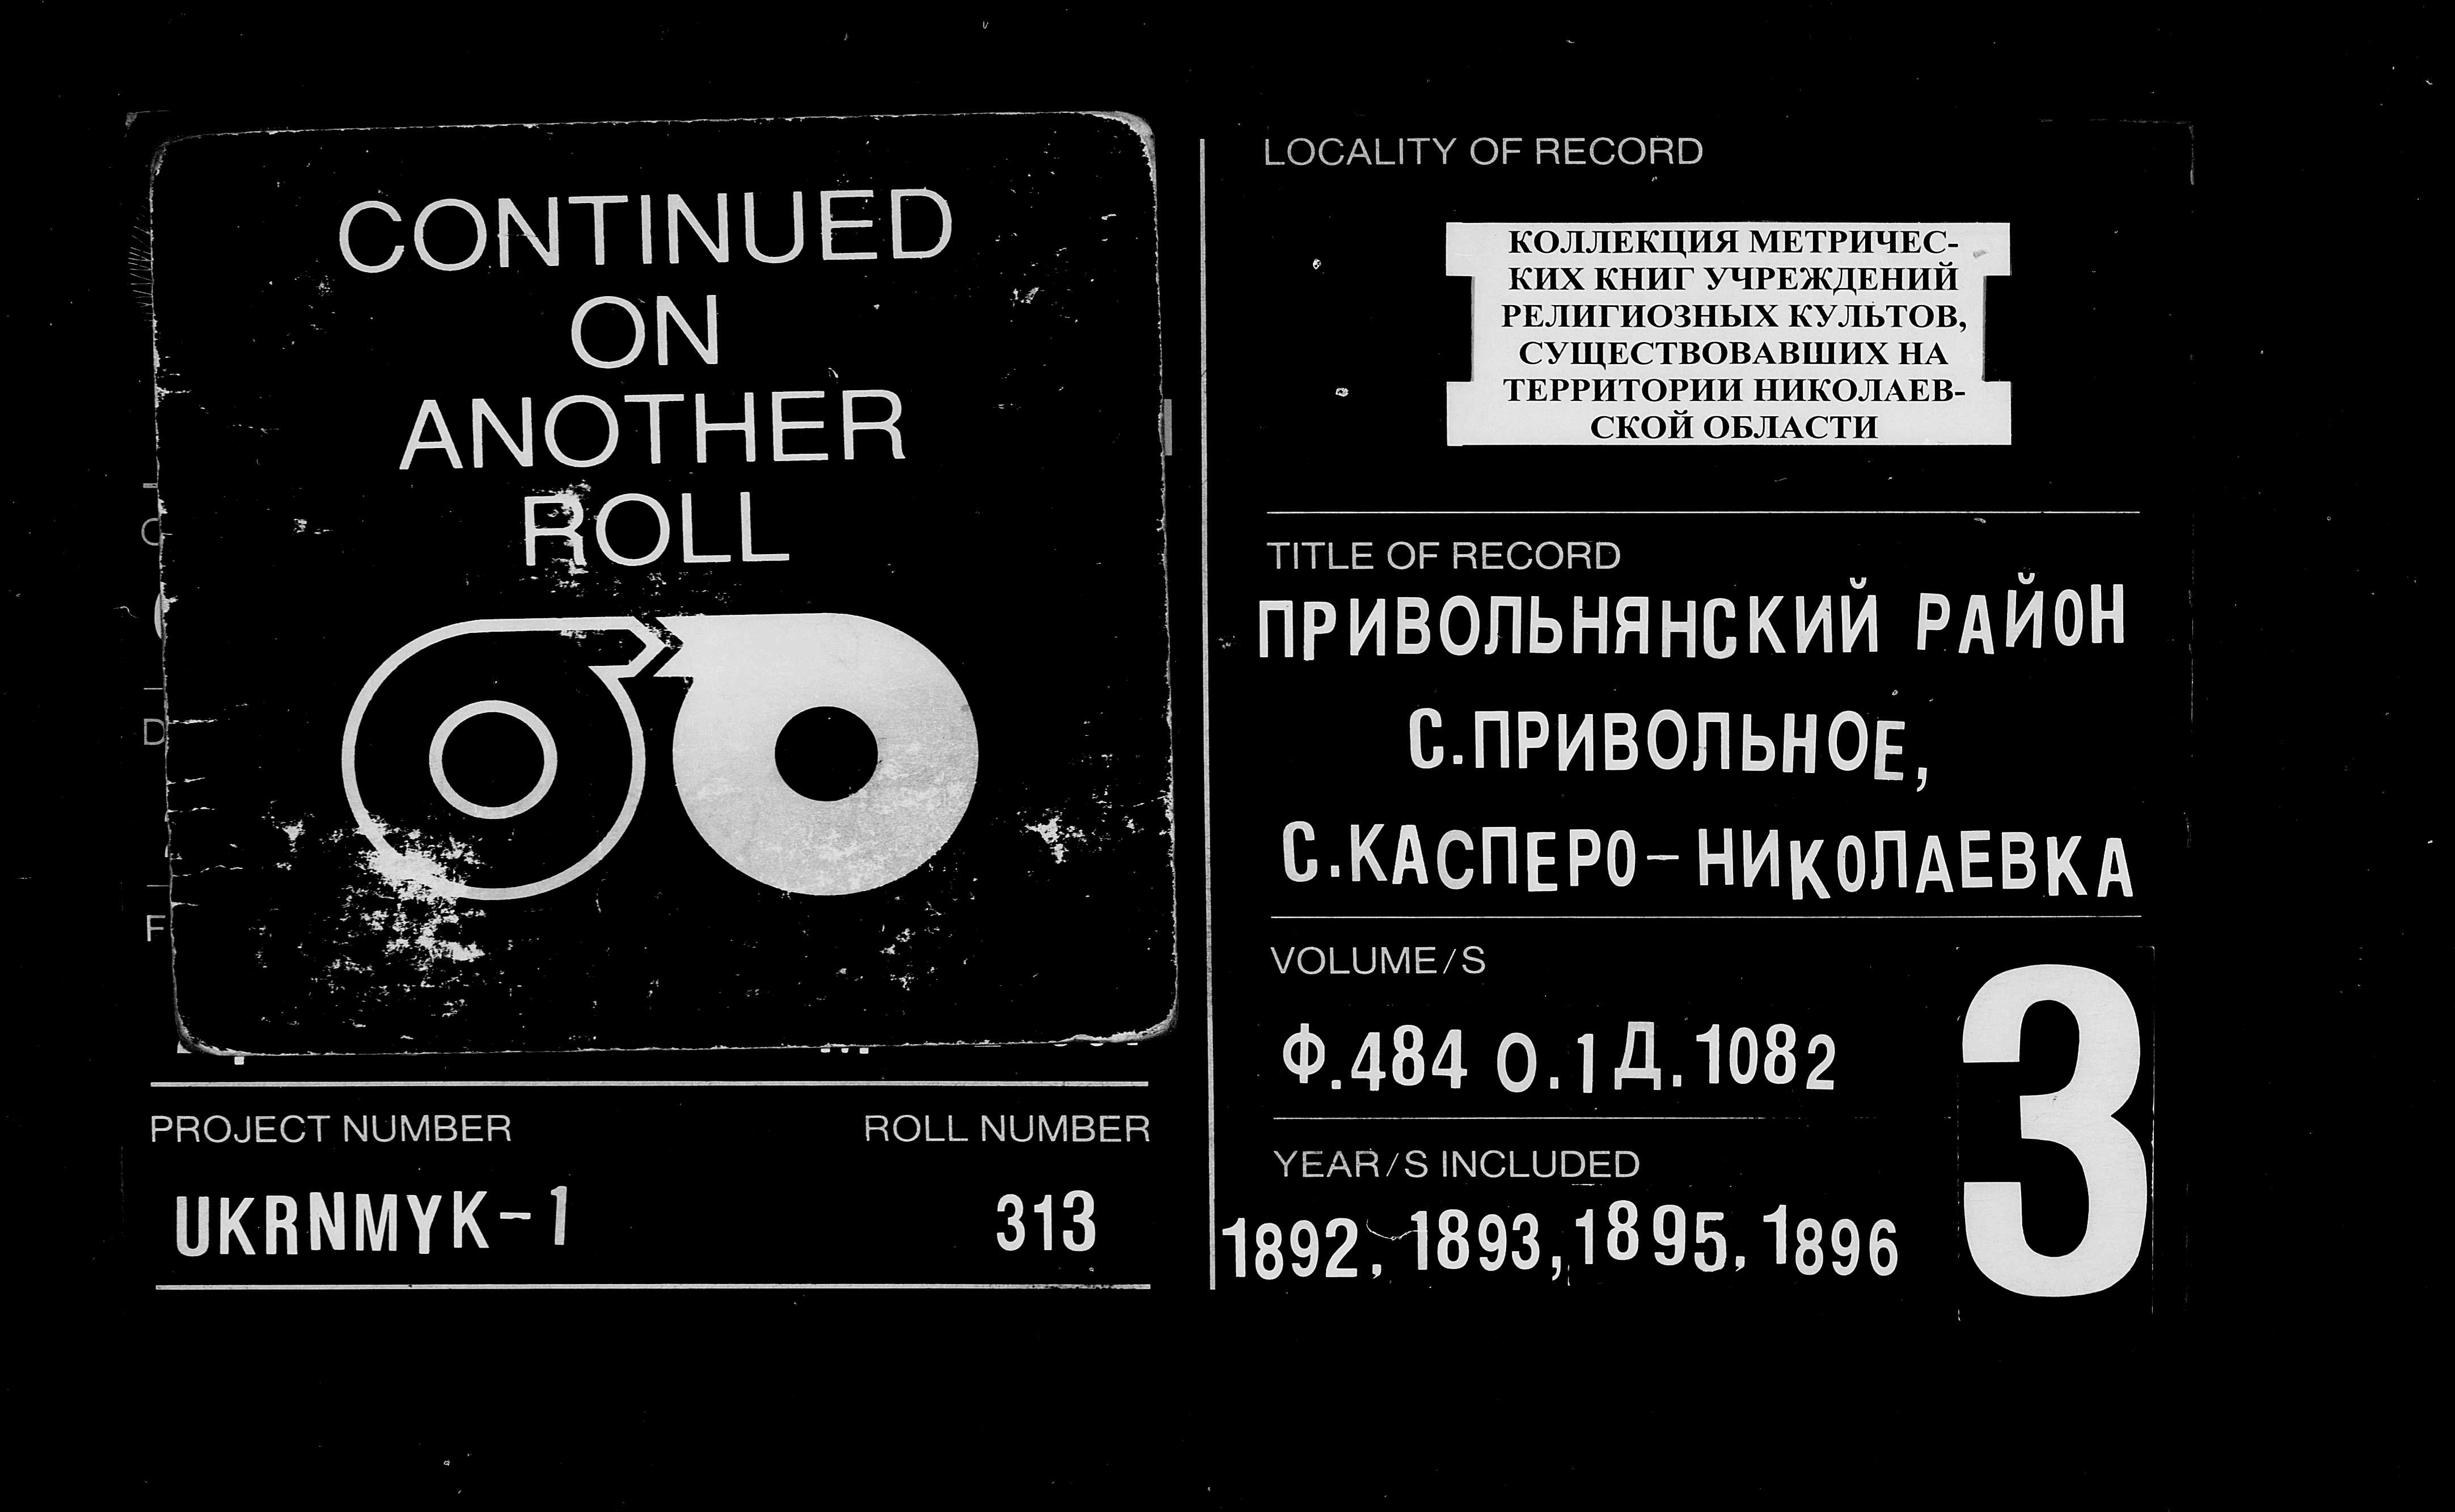 CONTINUED
ON
ANOTHER
ROLL
PROJECT NUMBER
ROLL NUMBER
UKRNMYK-1
313
LOCALITY OF RECORD
КОЛЛЕКЦИЯ МЕТРИЧЕС-
КИХ КНИГ УЧРЕЖДЕНИЙ
РЕЛИГИОЗНЫХ КУЛЬТОВ,
СУЩЕСТВОВАВШИХ НА
ТЕРРИТОРИИ НИКОЛАЕВ-
СКОЙ ОБЛАСТИ
TITLE OF RECORD
ПРИВОЛЬНЯНСКИЙ РАЙОН
С.ПРИВОЛЬНОЕ,
С.КАСПЕРО-НИКОЛАЕВКА
VOLUME/S
Ф.484 О.1 Д.1082
YEAR/S INCLUDED
1892, 1893, 1895. 1896
3